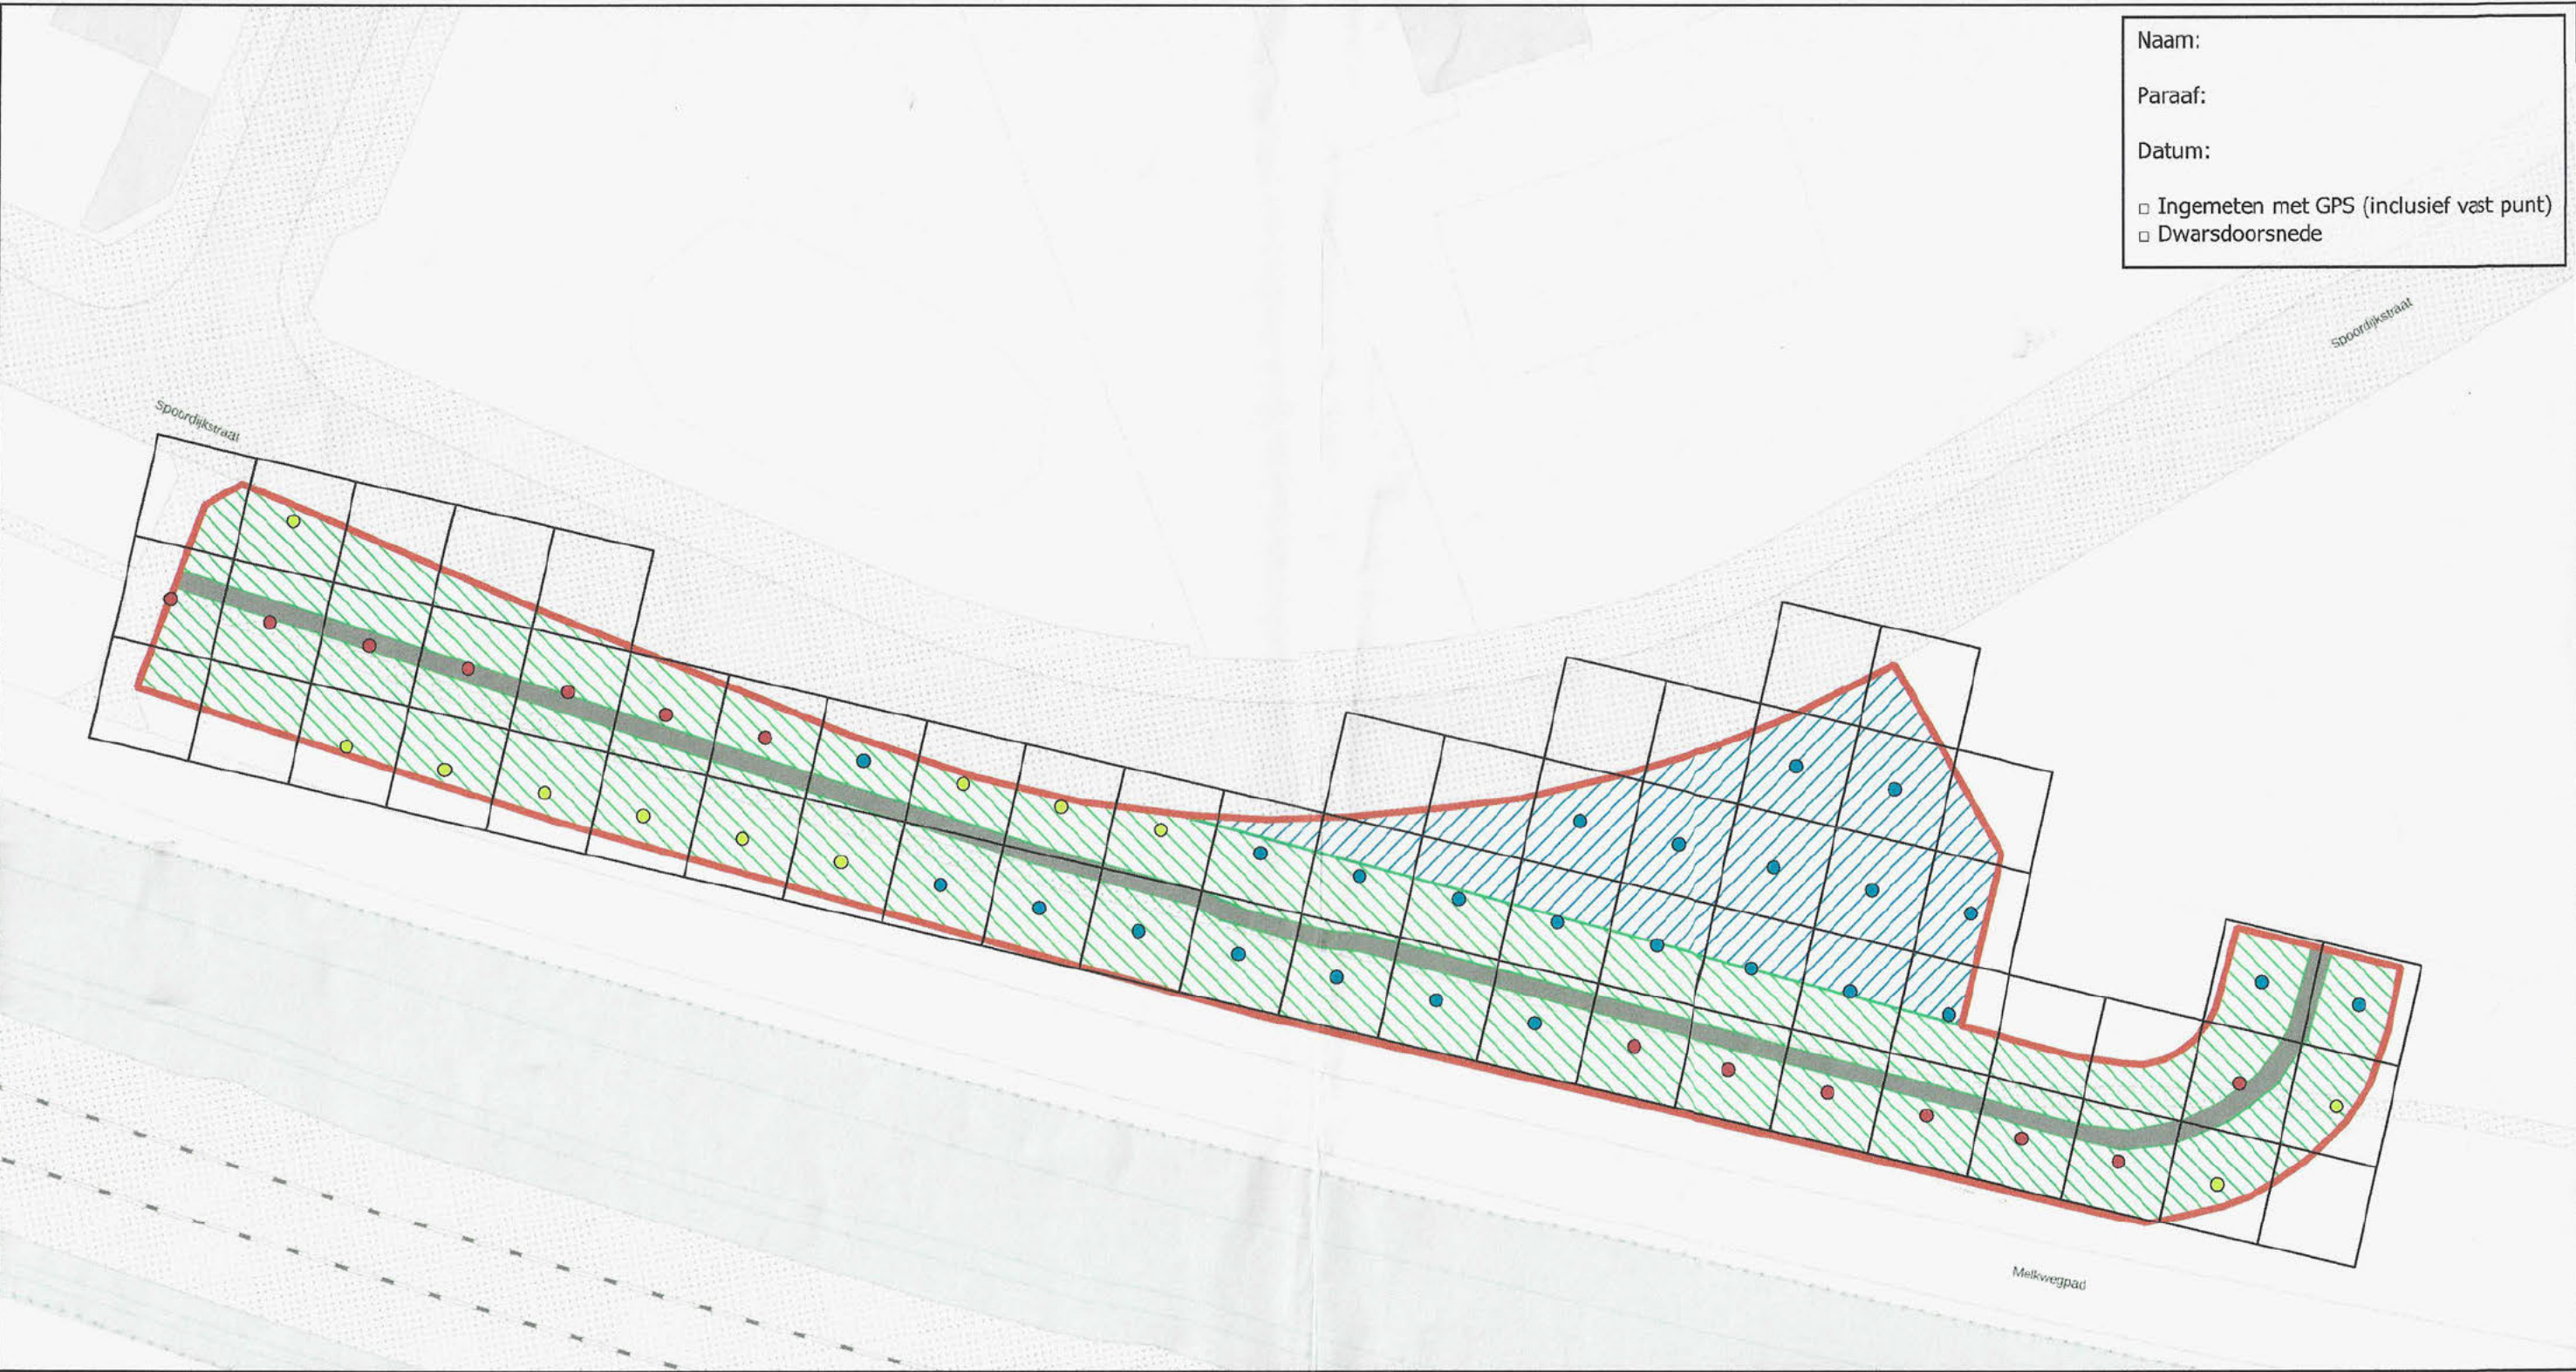 Naam:
Paraaf:
Datum:
□ Ingemeten met GPS (inclusief vast punt)
□ Dwarsdoorsnede
Spoordijkstraat
Spoordijkstraat
Melkwegpad